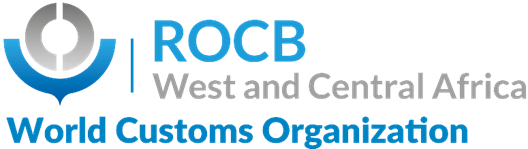 ROCB
West and Central Africa
World Customs Organization